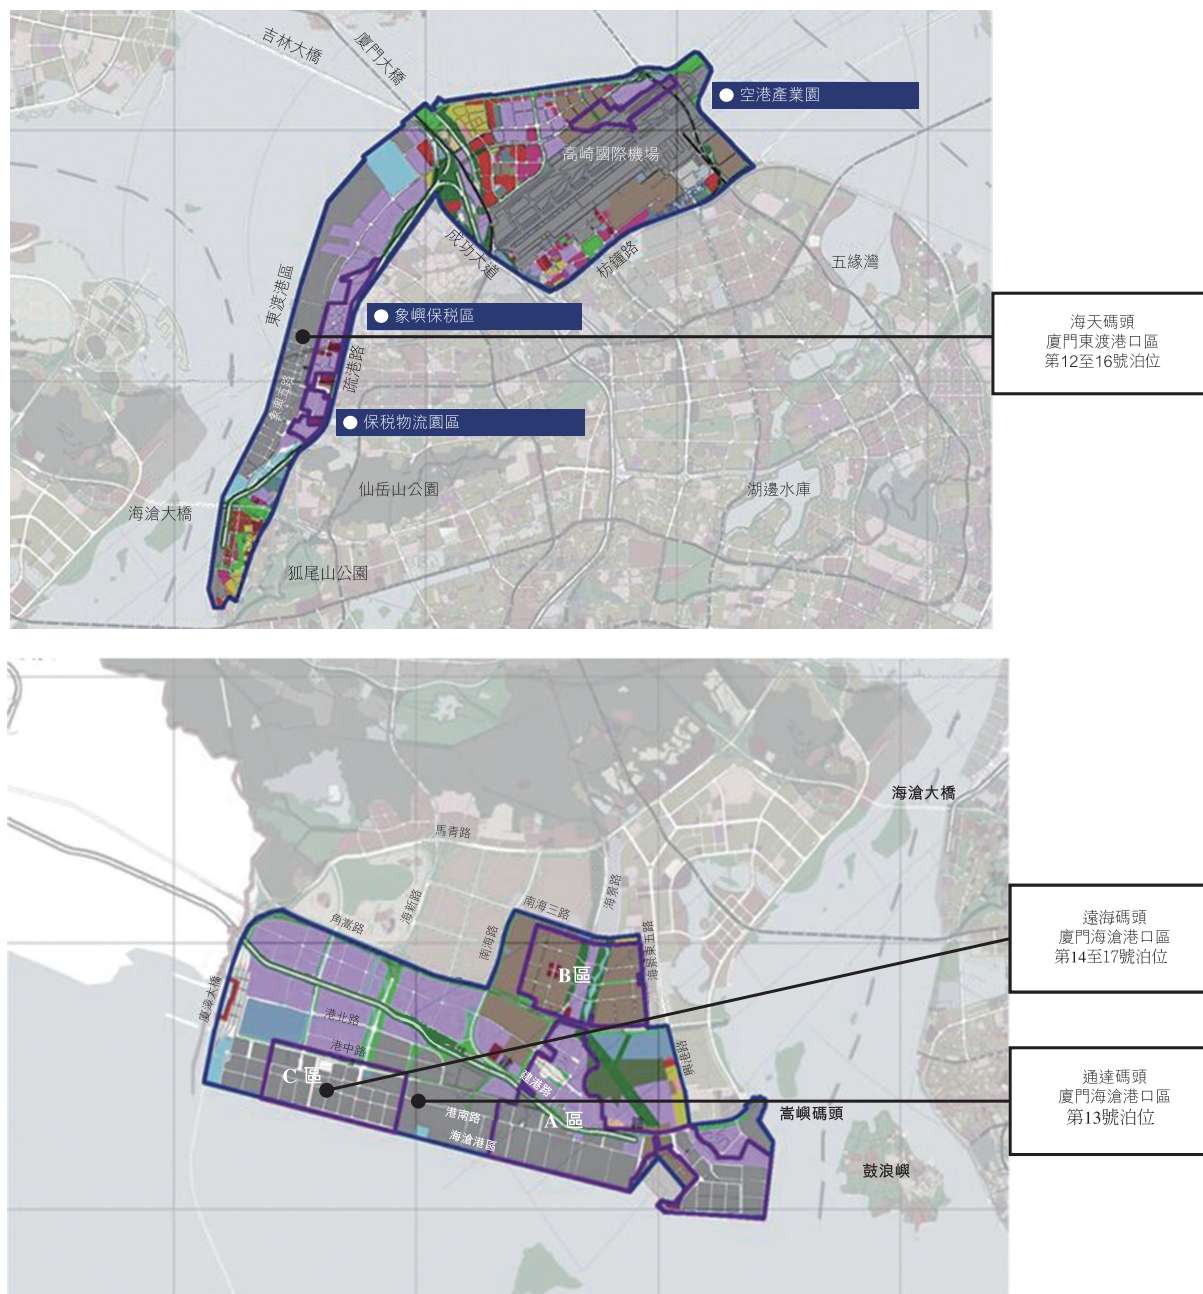 吉林大橋
廈門大橋
空港產業園
高崎國際機場
成功大道
枋鐘路
五緣灣
東渡港區
象嶼保税區
海天碼頭
廈門東渡港口區
第12至16號泊位
疏港路
象興五路
保税物流園區
仙岳山公園
湖邊水庫
海滄大橋
狐尾山公園
海滄大橋
馬青路
海新路
海景路
角嵩路
南海三路
南海路
海景東五路
遠海碼頭
廈門海滄港口區
第14至17號泊位
B區
廈漳大橋
港北路
港中路
C 區
建港路
港南路
A 區
海滄港區
嵩嶼碼頭
通達碼頭
廈門海滄港口區
第13號泊位
鼓浪嶼